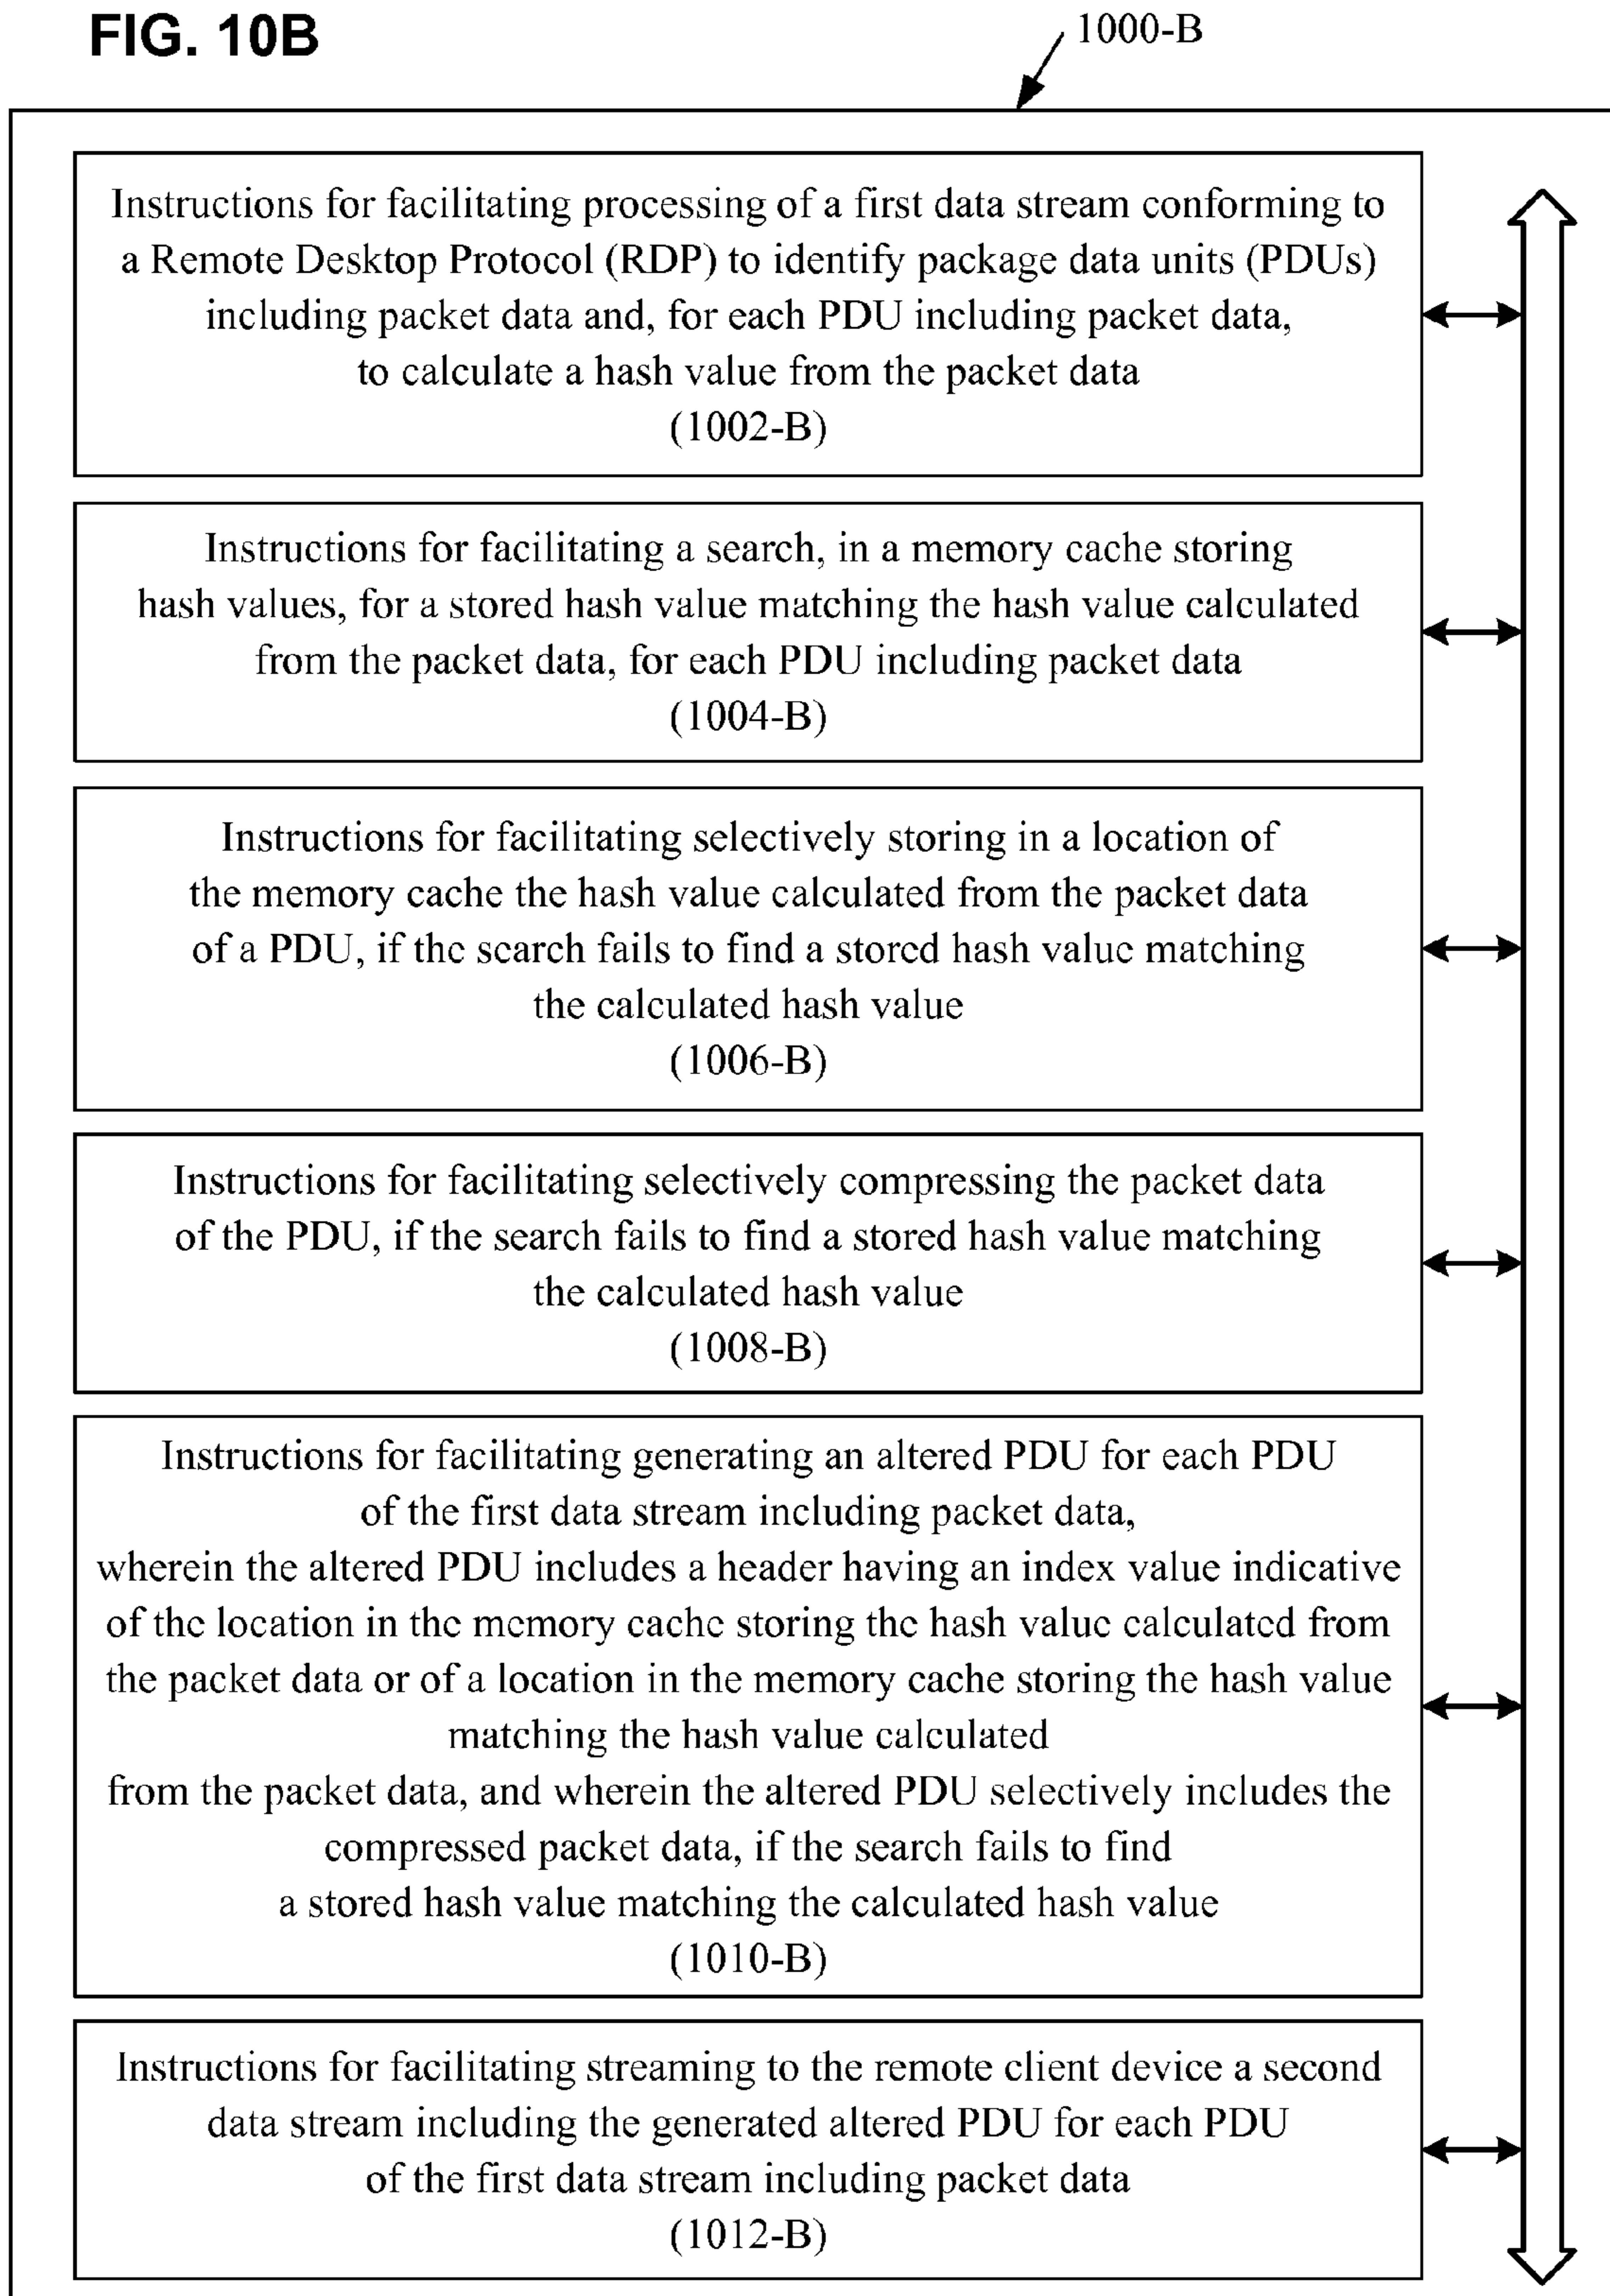 FIG. 10B
1000-B
Instructions for facilitating processing of a first data stream conforming to
a Remote Desktop Protocol (RDP) to identify package data units (PDUs)
including packet data and, for each PDU including packet data,
to calculate a hash value from the packet data
(1002-B)
Instructions for facilitating a search, in a memory cache storing
hash values, for a stored hash value matching the hash value calculated
from the packet data, for each PDU including packet data
(1004-B)
Instructions for facilitating selectively storing in a location of
the memory cache the hash value calculated from the packet data
of a PDU, if the search fails to find a stored hash value matching
the calculated hash value
(1006-B)
Instructions for facilitating selectively compressing the packet data
of the PDU, if the search fails to find a stored hash value matching
the calculated hash value
(1008-B)
Instructions for facilitating generating an altered PDU for each PDU
of the first data stream including packet data,
wherein the altered PDU includes a header having an index value indicative
of the location in the memory cache storing the hash value calculated from
the packet data or of a location in the memory cache storing the hash value
matching the hash value calculated
from the packet data, and wherein the altered PDU selectively includes the
compressed packet data, if the search fails to find
a stored hash value matching the calculated hash value
(1010-B)
Instructions for facilitating streaming to the remote client device a second
data stream including the generated altered PDU for each PDU
of the first data stream including packet data
(1012-B)